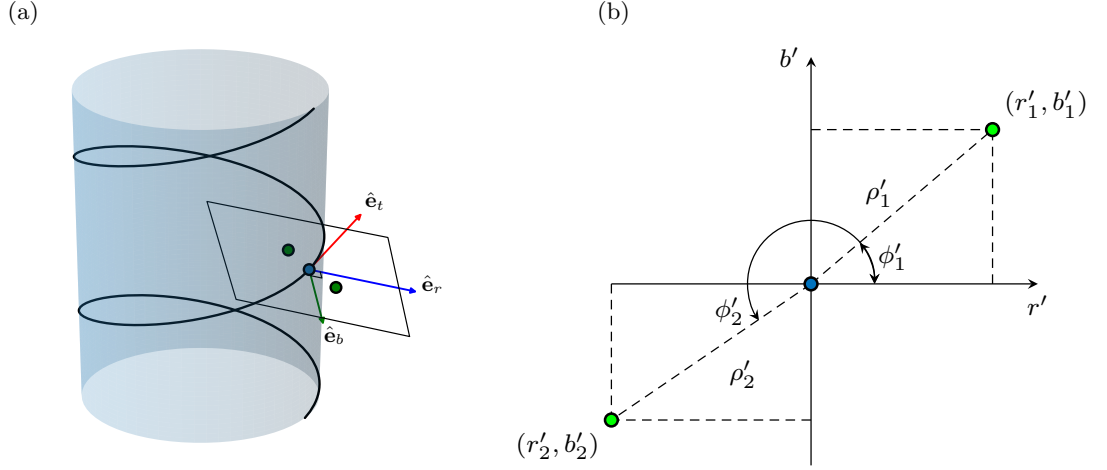 (a)
ê_t
ê_r
ê_b
(b)
b′
(r′₁, b′₁)
ρ′₁
ϕ′₁
r′
ϕ′₂
ρ′₂
(r′₂, b′₂)